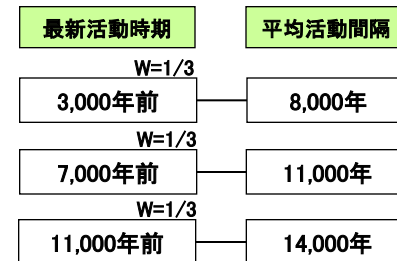 最新活動時期 平均活動間隔
W=1/3
3,000年前 8,000年
W=1/3
7,000年前 11,000年
W=1/3
11,000年前 14,000年